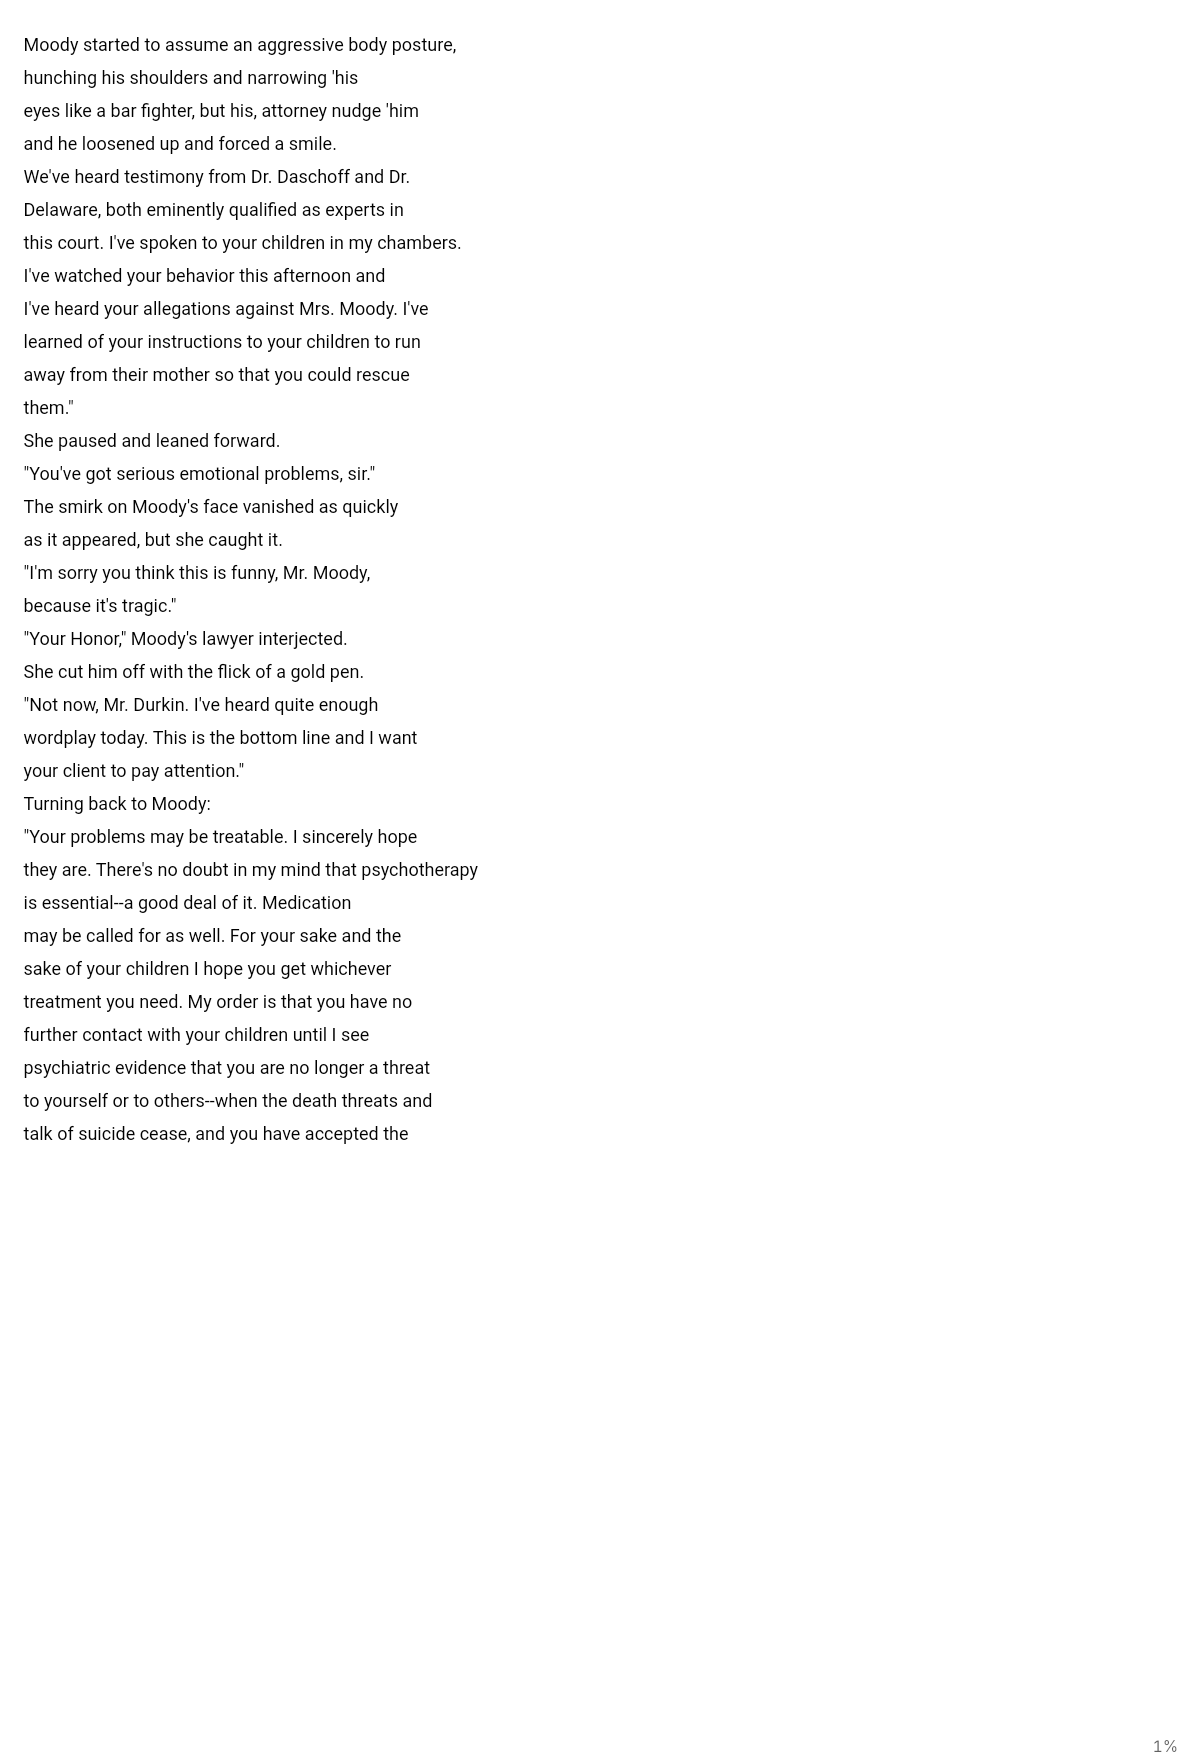 Moody started to assume an aggressive body posture,
hunching his shoulders and narrowing 'his
eyes like a bar fighter, but his, attorney nudge 'him
and he loosened up and forced a smile.
We've heard testimony from Dr. Daschoff and Dr.
Delaware, both eminently qualified as experts in
this court. I've spoken to your children in my chambers.
I've watched your behavior this afternoon and
I've heard your allegations against Mrs. Moody. I've
learned of your instructions to your children to run
away from their mother so that you could rescue
them."
She paused and leaned forward.
"You've got serious emotional problems, sir."
The smirk on Moody's face vanished as quickly
as it appeared, but she caught it.
"I'm sorry you think this is funny, Mr. Moody,
because it's tragic."
"Your Honor," Moody's lawyer interjected.
She cut him off with the flick of a gold pen.
"Not now, Mr. Durkin. I've heard quite enough
wordplay today. This is the bottom line and I want
your client to pay attention."
Turning back to Moody:
"Your problems may be treatable. I sincerely hope
they are. There's no doubt in my mind that psychotherapy
is essential--a good deal of it. Medication
may be called for as well. For your sake and the
sake of your children I hope you get whichever
treatment you need. My order is that you have no
further contact with your children until I see
psychiatric evidence that you are no longer a threat
to yourself or to others--when the death threats and
talk of suicide cease, and you have accepted the
1%